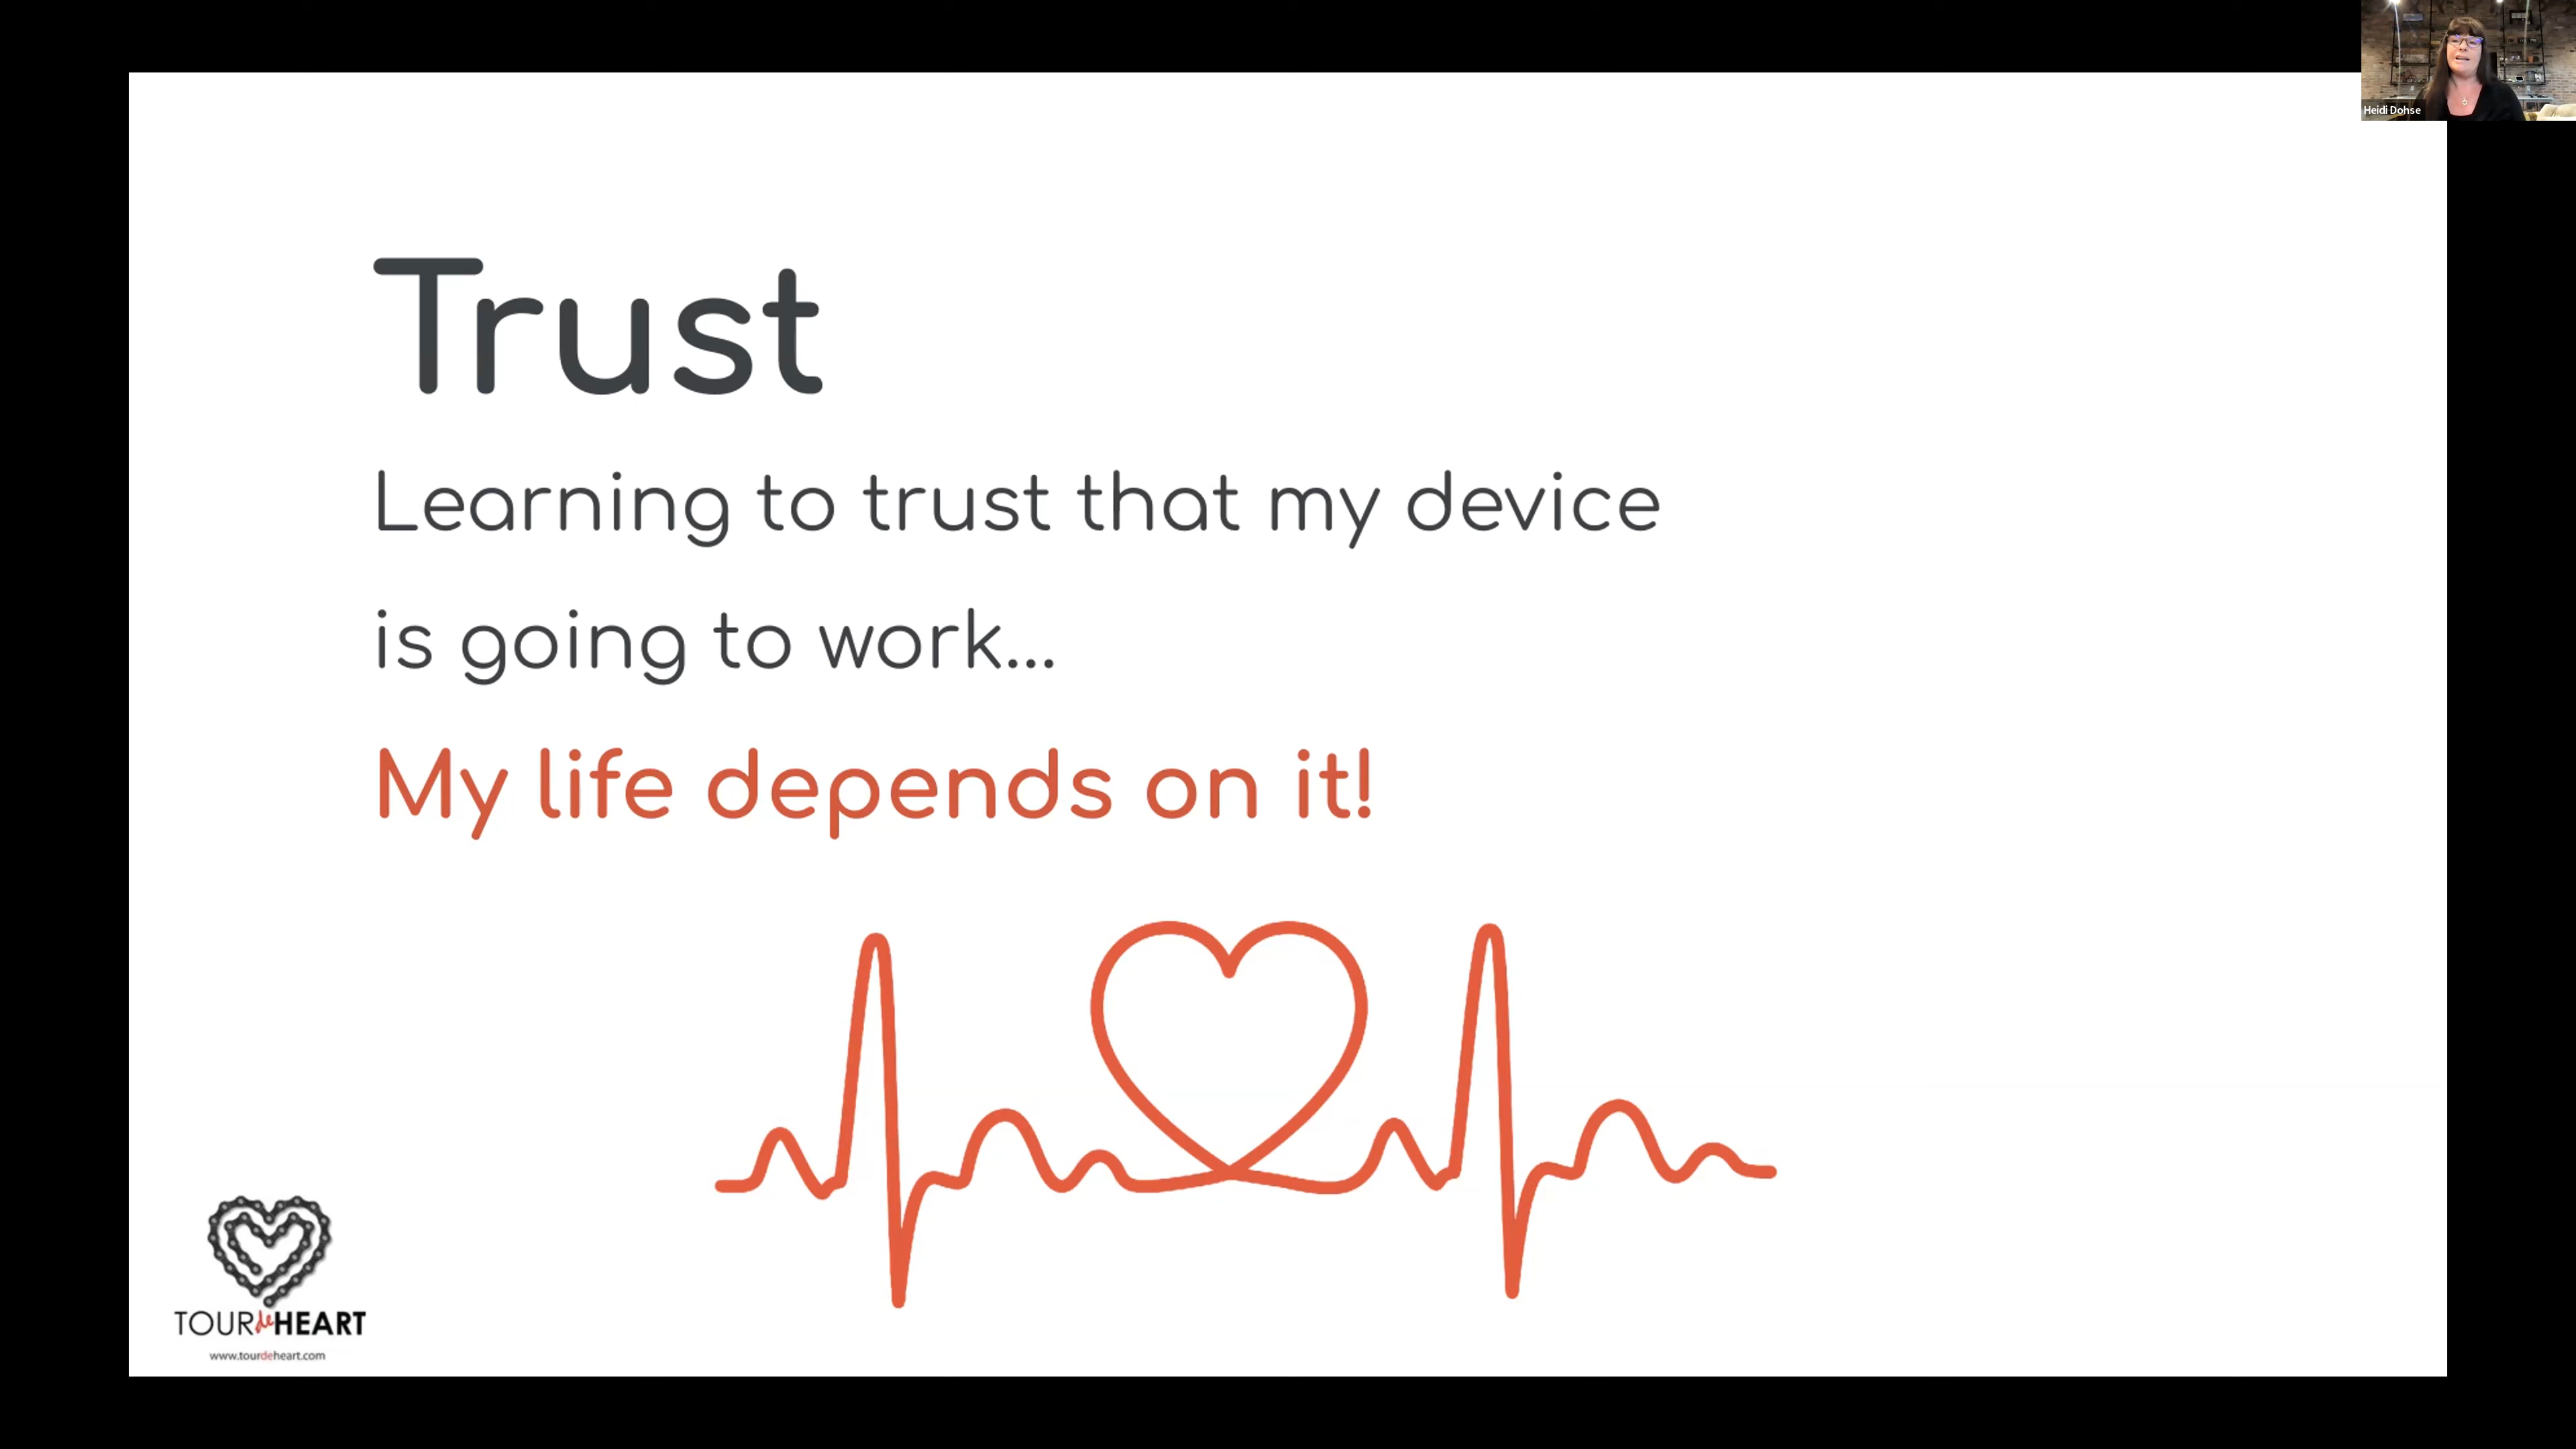 Heidi Dohse
Trust
Learning to trust that my device
is going to work...
My life depends on it!
TOUR de HEART
www.tourdeheart.com